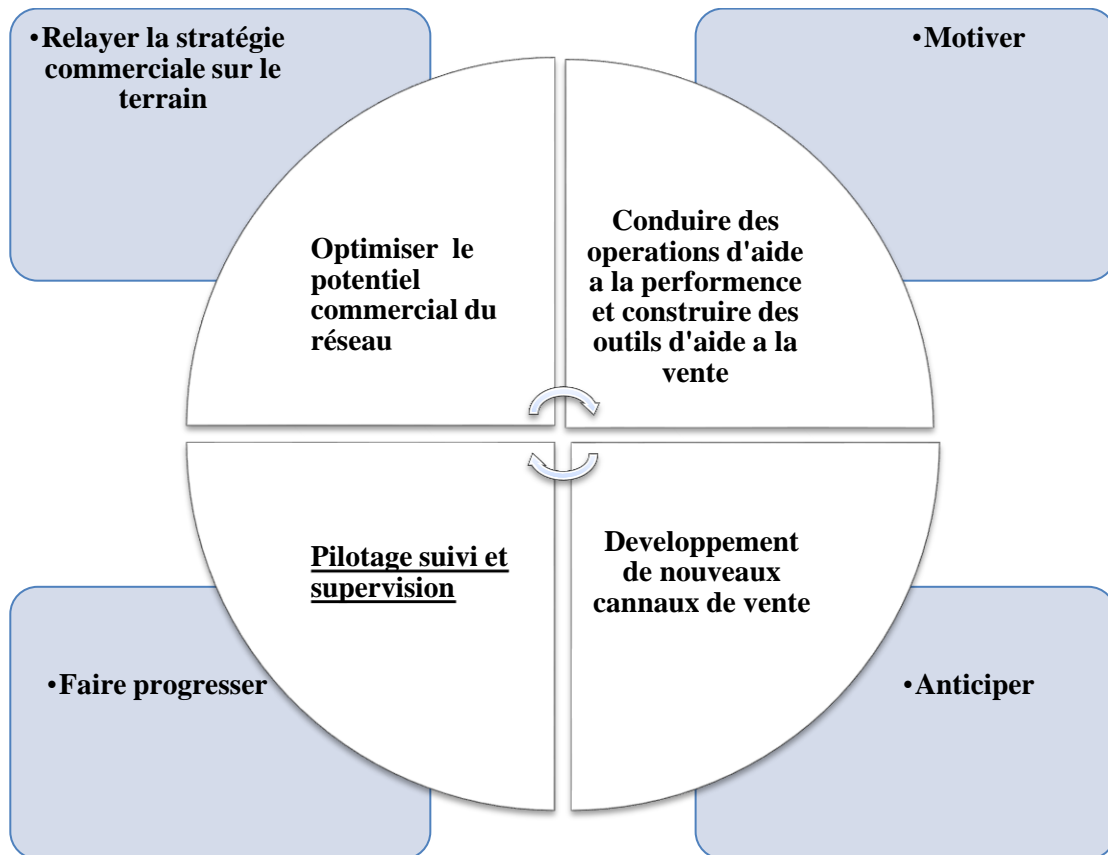 •Relayer la stratégie
commerciale sur le
terrain
•Motiver
Optimiser le
potentiel
commercial du
réseau
Conduire des
operations d'aide
a la performence
et construire des
outils d'aide a la
vente
Pilotage suivi et
supervision
Developpement
de nouveaux
cannaux de vente
•Faire progresser
•Anticiper